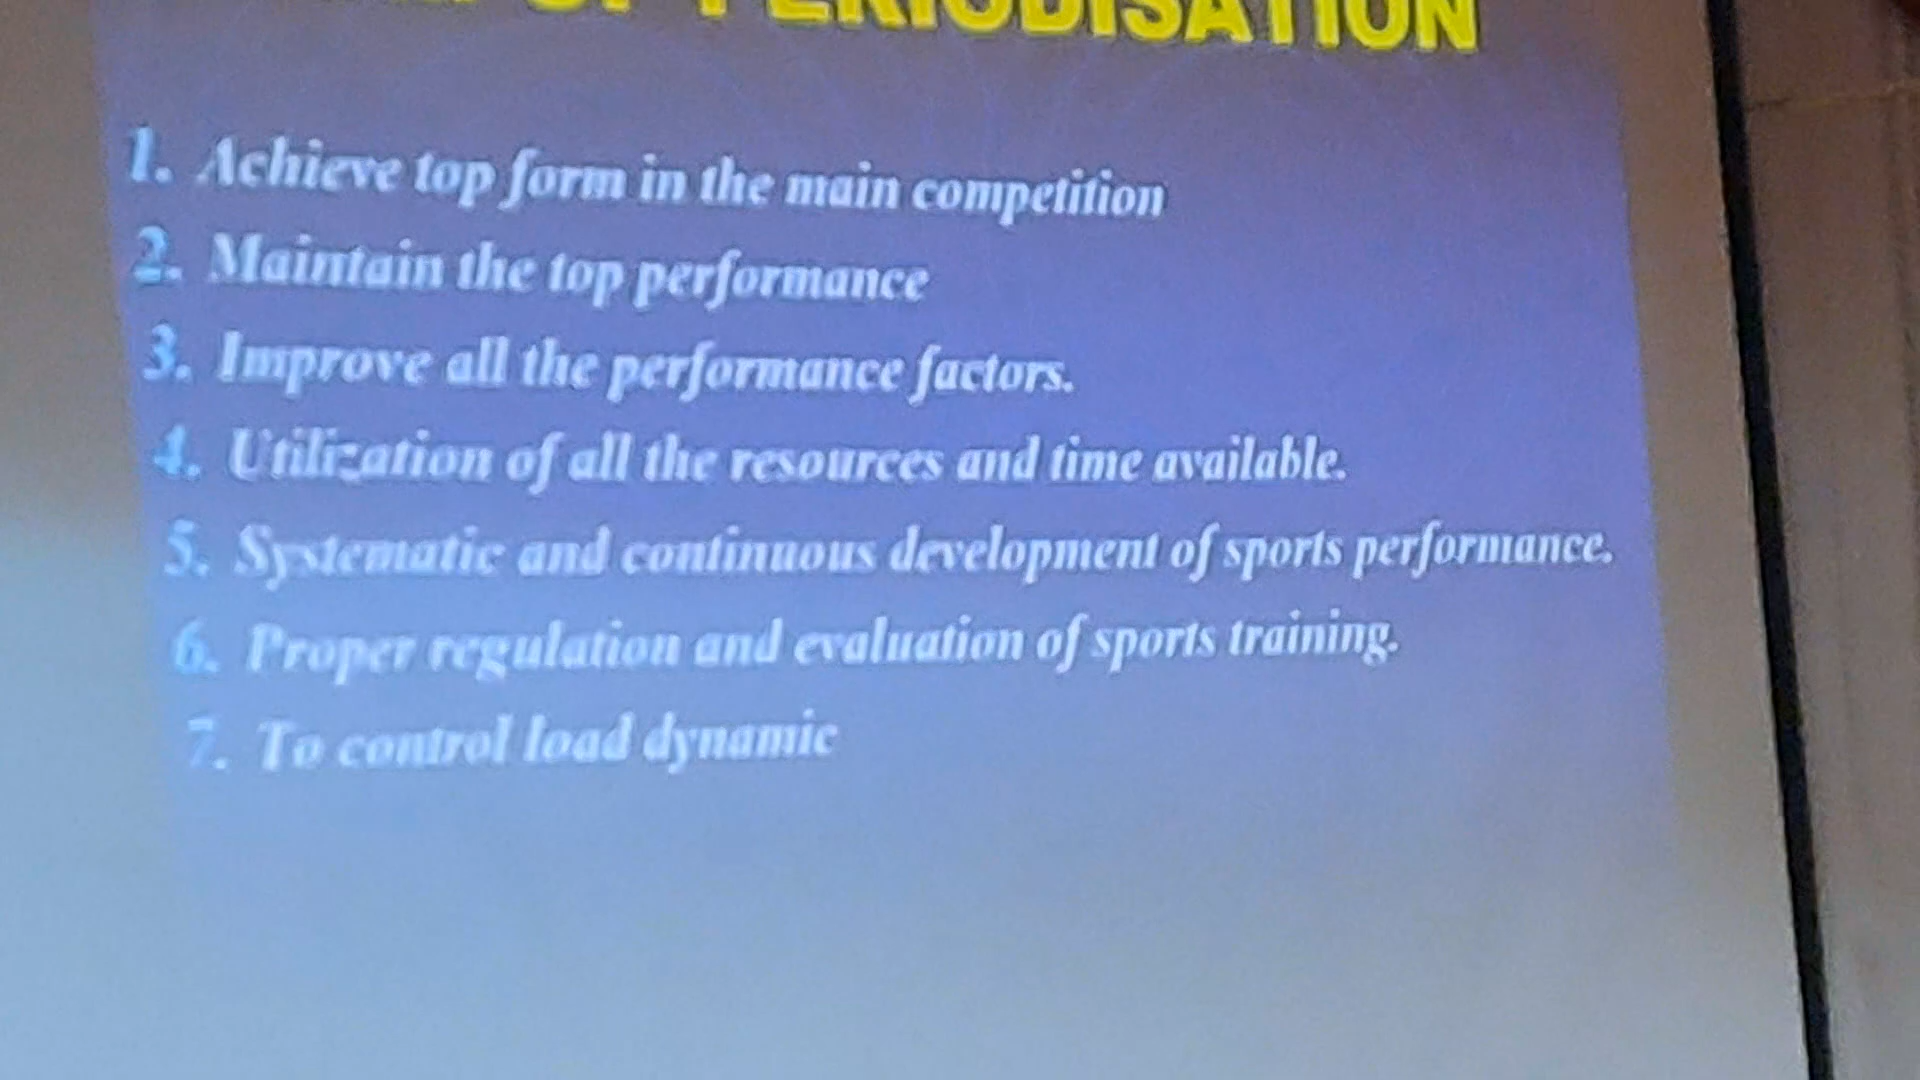 OF PERIODISATION
1. Achieve top form in the main competition
2. Maintain the top performance
3. Improve all the performance factors.
4. Utilization of all the resources and time available.
5. Systematic and continuous development of sports performance.
6. Proper regulation and evaluation of sports training.
7. To control load dynamic